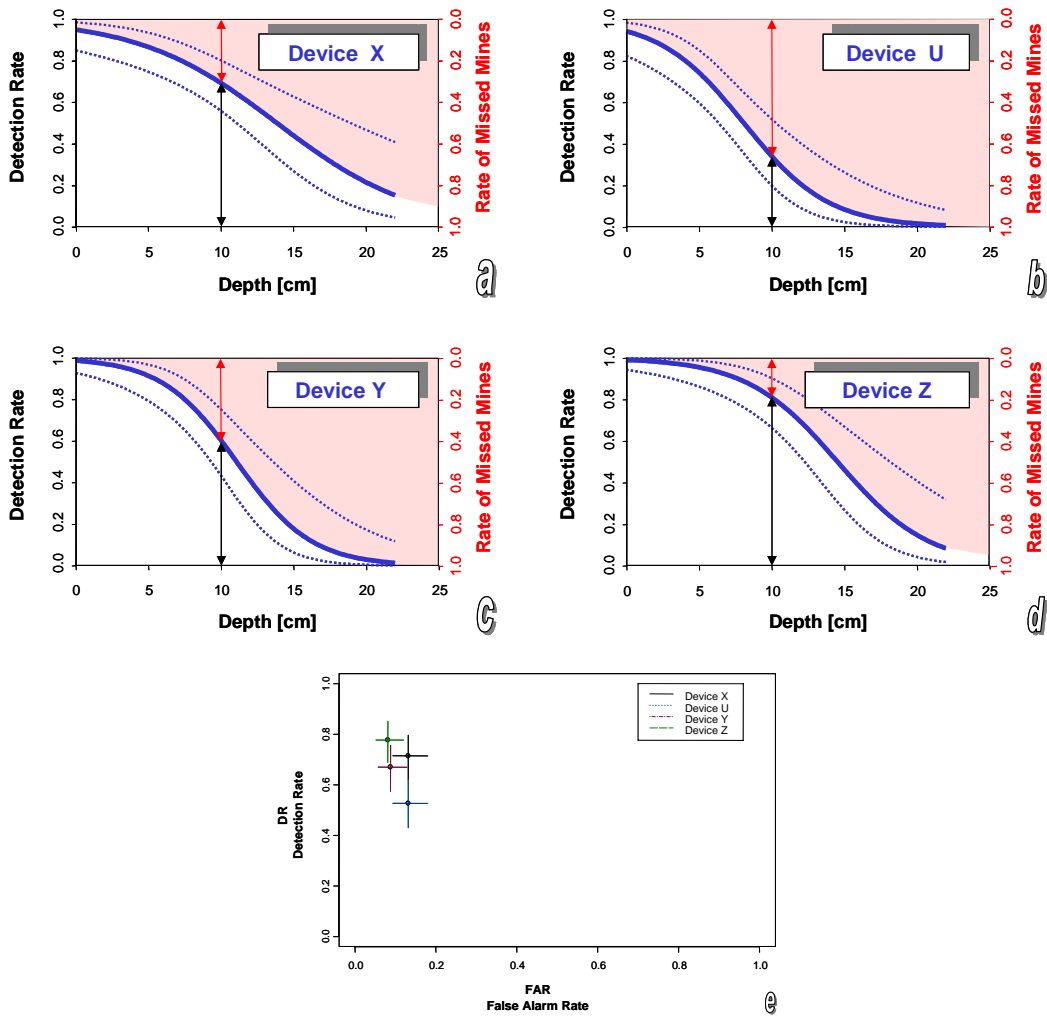 Device X
Detection Rate
Rate of Missed Mines
1.0
0.8
0.6
0.4
0.2
0.0
0.0
0.2
0.4
0.6
0.8
1.0
0 5 10 15 20 25
Depth [cm]
a
Device U
Detection Rate
Rate of Missed Mines
1.0
0.8
0.6
0.4
0.2
0.0
0.0
0.2
0.4
0.6
0.8
1.0
0 5 10 15 20 25
Depth [cm]
b
Device Y
Detection Rate
Rate of Missed Mines
1.0
0.8
0.6
0.4
0.2
0.0
0.0
0.2
0.4
0.6
0.8
1.0
0 5 10 15 20 25
Depth [cm]
c
Device Z
Detection Rate
Rate of Missed Mines
1.0
0.8
0.6
0.4
0.2
0.0
0.0
0.2
0.4
0.6
0.8
1.0
0 5 10 15 20 25
Depth [cm]
d
Device X
Device U
Device Y
Device Z
DR
Detection Rate
1.0
0.8
0.6
0.4
0.2
0.0
0.0 0.2 0.4 0.6 0.8 1.0
FAR
False Alarm Rate
e